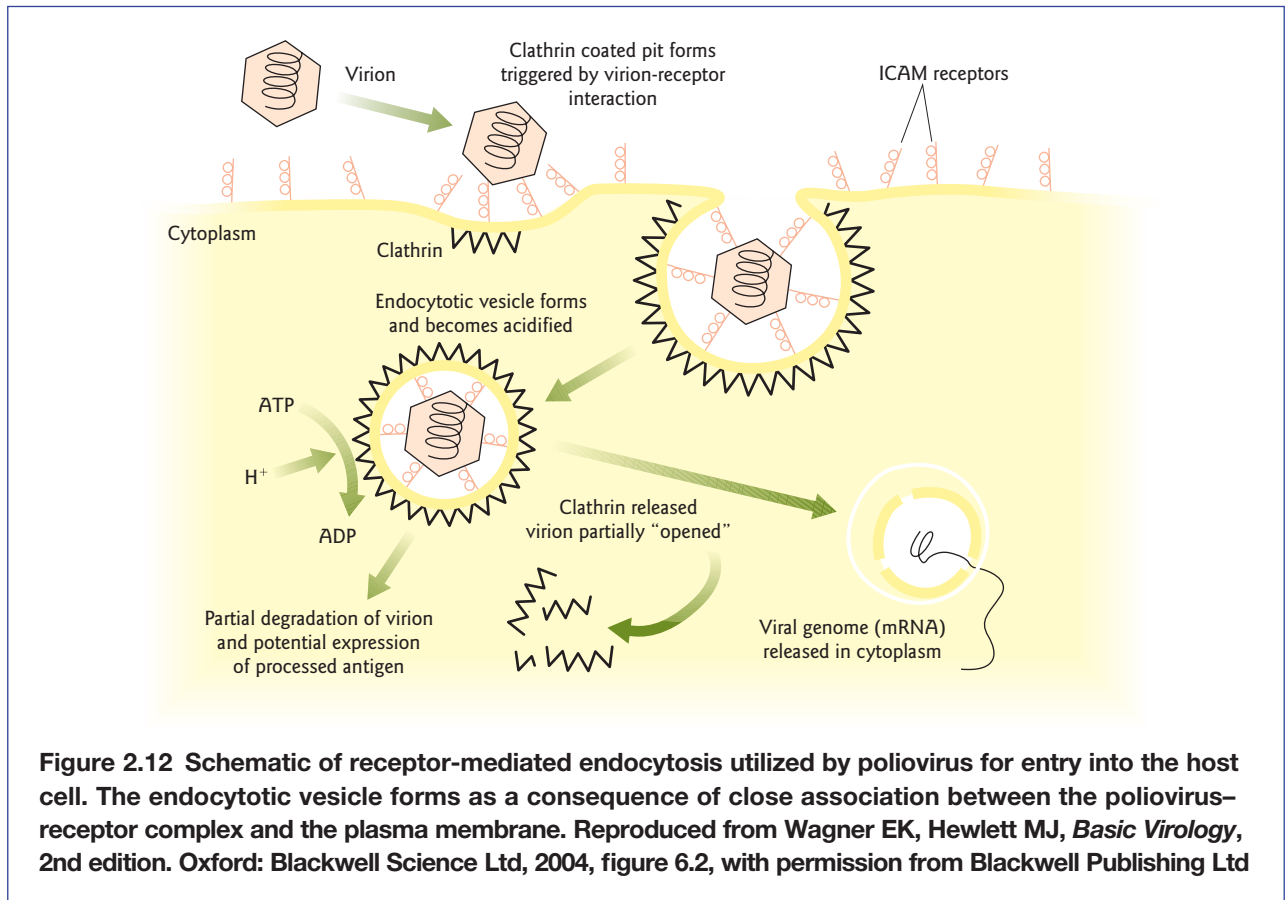 Virion
Clathrin coated pit forms
triggered by virion-receptor
interaction
ICAM receptors
Cytoplasm
Clathrin
Endocytotic vesicle forms
and becomes acidified
ATP
H⁺
ADP
Clathrin released
virion partially “opened”
Partial degradation of virion
and potential expression
of processed antigen
Viral genome (mRNA)
released in cytoplasm
Figure 2.12 Schematic of receptor-mediated endocytosis utilized by poliovirus for entry into the host
cell. The endocytotic vesicle forms as a consequence of close association between the poliovirus–
receptor complex and the plasma membrane. Reproduced from Wagner EK, Hewlett MJ, Basic Virology,
2nd edition. Oxford: Blackwell Science Ltd, 2004, figure 6.2, with permission from Blackwell Publishing Ltd